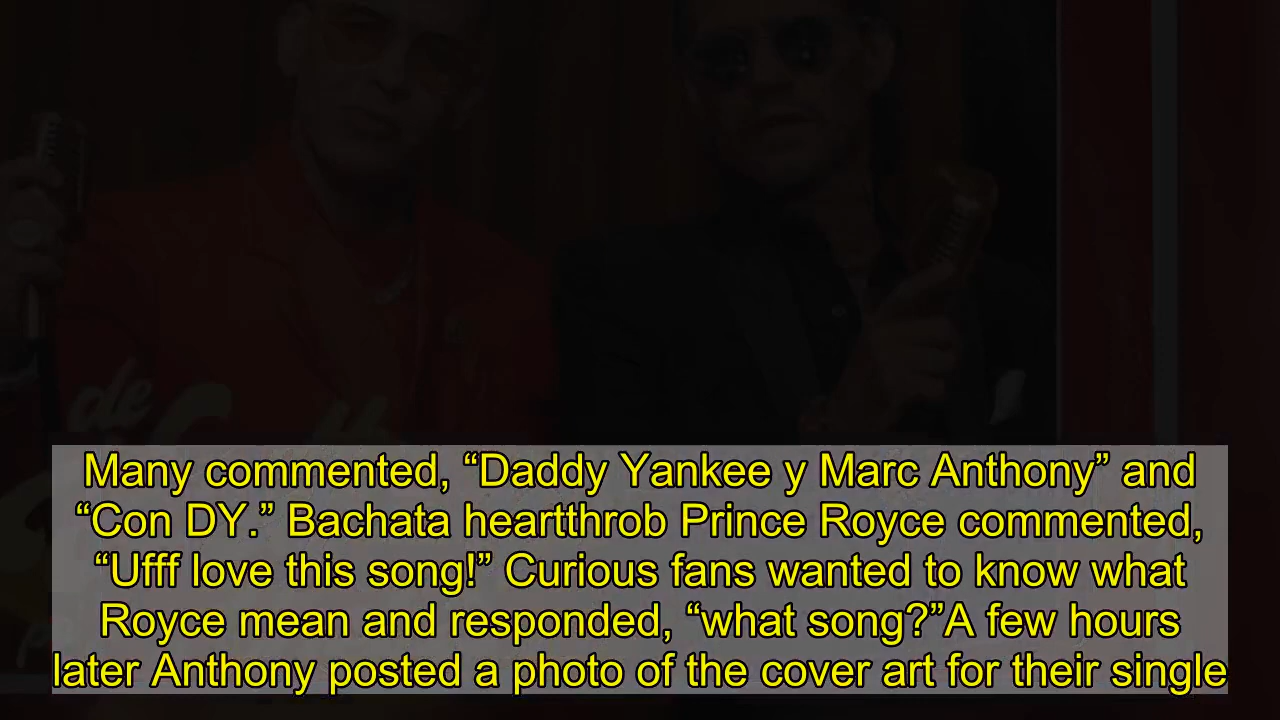 de
Many commented, “Daddy Yankee y Marc Anthony” and
“Con DY.” Bachata heartthrob Prince Royce commented,
“Ufff love this song!” Curious fans wanted to know what
Royce mean and responded, “what song?”A few hours
later Anthony posted a photo of the cover art for their single